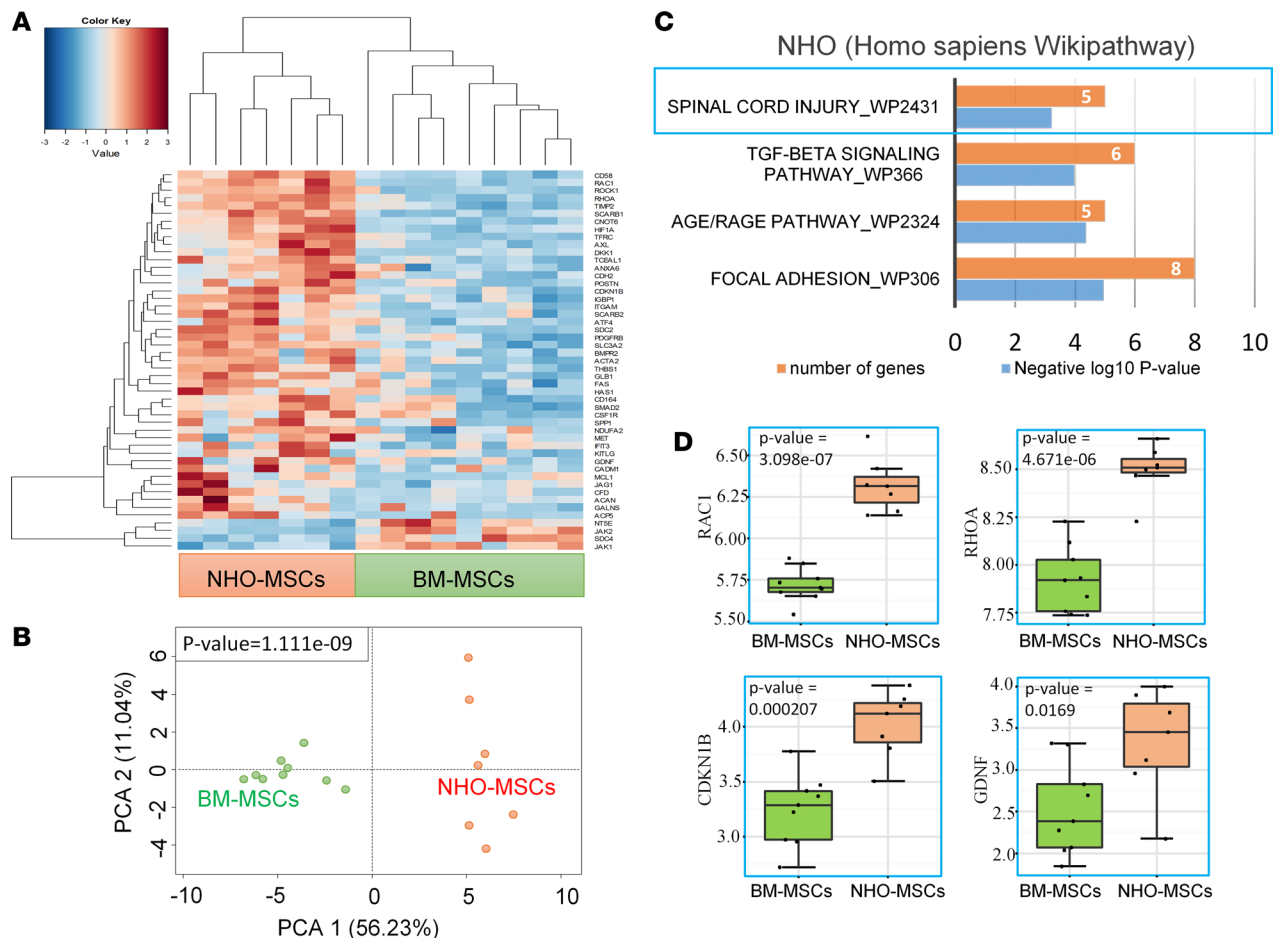 A
Color Key
-3 -2 -1 0 1 2 3
Value
CD58
RAC1
ROCK1
RHOA
TIMP2
SCARB1
CNOT6
HIF1A
TFRC
AXL
DKK1
TCEAL1
ANXA6
CDH2
POSTN
CDKN1B
IGBP1
ITGAM
SCARB2
ATF4
SDC2
PDGFRB
SLC3A2
BMPR2
ACTA2
THBS1
GLB1
FAS
HAS1
CD164
SMAD2
CSF1R
SPP1
NDUFA2
MET
IFIT3
KITLG
GDNF
CADM1
MCL1
JAG1
CFD
ACAN
GALNS
ACP5
NT5E
JAK2
SDC4
JAK1
NHO-MSCs BM-MSCs
B
P-value=1.111e-09
PCA 2 (11.04%)
6
4
2
0
-2
-4
BM-MSCs
NHO-MSCs
-10 -5 0 5 10
PCA 1 (56.23%)
C
NHO (Homo sapiens Wikipathway)
SPINAL CORD INJURY_WP2431
5
TGF-BETA SIGNALING
PATHWAY_WP366
6
AGE/RAGE PATHWAY_WP2324
5
FOCAL ADHESION_WP306
8
0 2 4 6 8 10
number of genes Negative log10 P-value
D
p-value =
3.098e-07
RAC1
6.50
6.25
6.00
5.75
5.50
BM-MSCs NHO-MSCs
p-value =
4.671e-06
RHOA
8.50
8.25
8.00
7.75
BM-MSCs NHO-MSCs
p-value =
0.000207
CDKN1B
4.0
3.5
3.0
BM-MSCs NHO-MSCs
p-value =
0.0169
GDNF
4.0
3.5
3.0
2.5
2.0
BM-MSCs NHO-MSCs